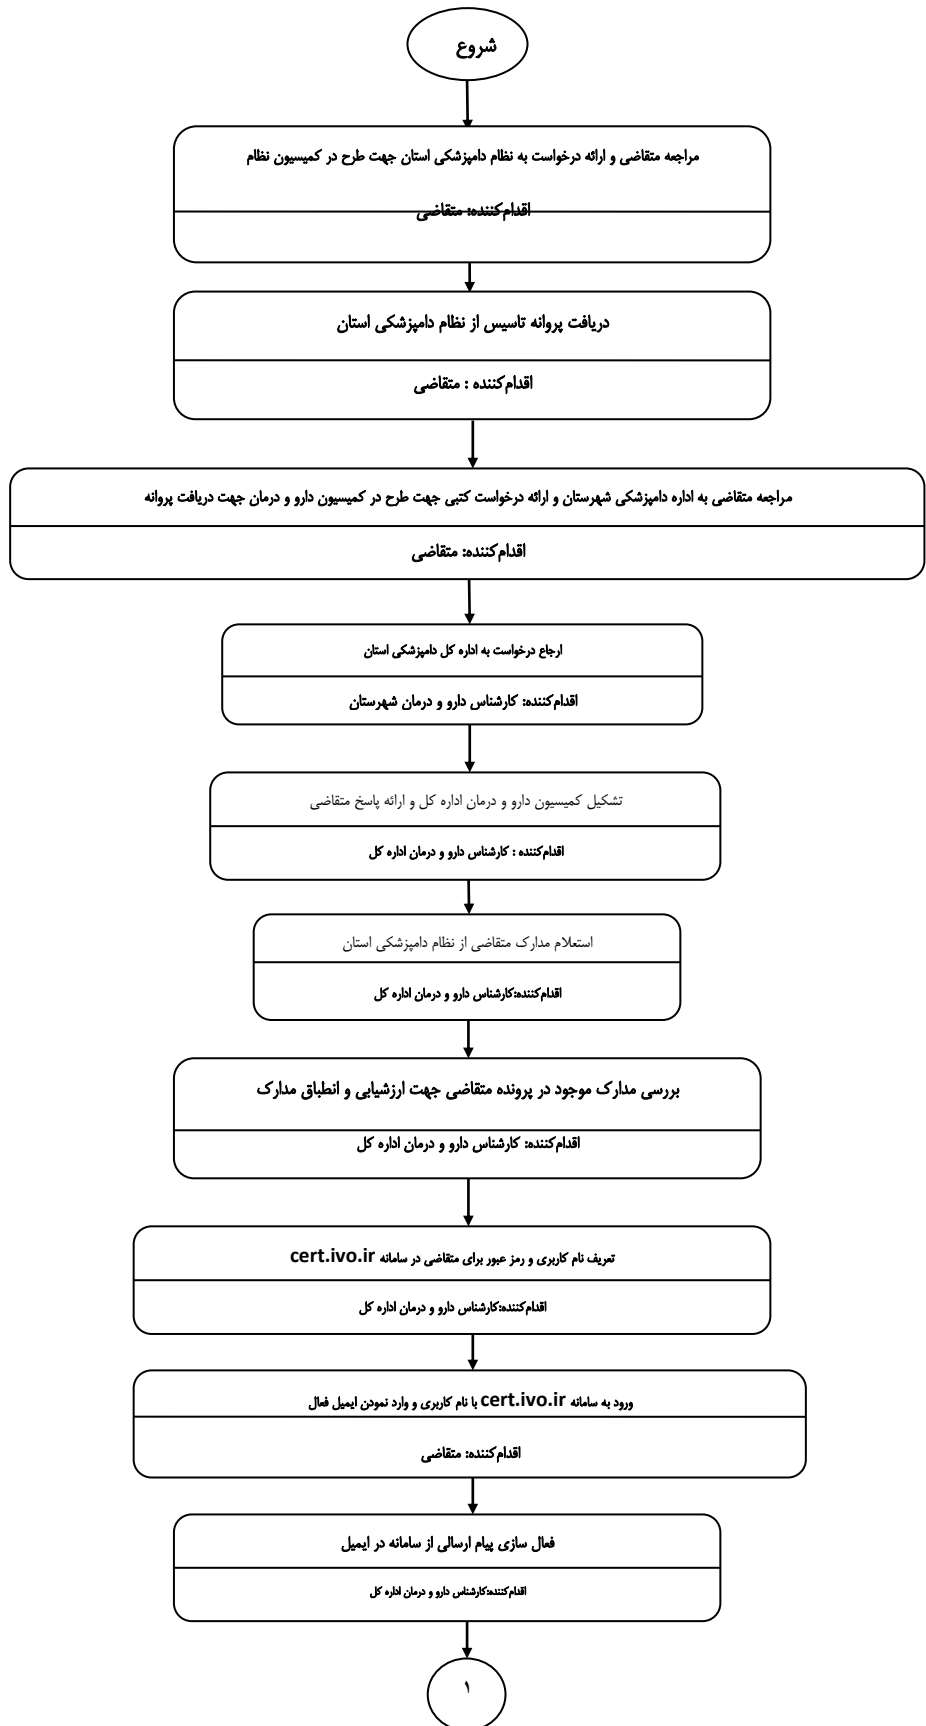 شروع
مراجعه متقاضی و ارائه درخواست به نظام دامپزشکی استان جهت طرح در کمیسیون نظام
اقدام‌کننده: متقاضی
دریافت پروانه تاسیس از نظام دامپزشکی استان
اقدام‌کننده : متقاضی
مراجعه متقاضی به اداره دامپزشکی شهرستان و ارائه درخواست کتبی جهت طرح در کمیسیون دارو و درمان جهت دریافت پروانه
اقدام‌کننده: متقاضی
ارجاع درخواست به اداره کل دامپزشکی استان
اقدام‌کننده: کارشناس دارو و درمان شهرستان
تشکیل کمیسیون دارو و درمان اداره کل و ارائه پاسخ متقاضی
اقدام‌کننده : کارشناس دارو و درمان اداره کل
استعلام مدارک متقاضی از نظام دامپزشکی استان
اقدام‌کننده:کارشناس دارو و درمان اداره کل
بررسی مدارک موجود در پرونده متقاضی جهت ارزشیابی و انطباق مدارک
اقدام‌کننده: کارشناس دارو و درمان اداره کل
تعریف نام کاربری و رمز عبور برای متقاضی در سامانه cert.ivo.ir
اقدام‌کننده:کارشناس دارو و درمان اداره کل
ورود به سامانه cert.ivo.ir با نام کاربری و وارد نمودن ایمیل فعال
اقدام‌کننده: متقاضی
فعال سازی پیام ارسالی از سامانه در ایمیل
اقدام‌کننده:کارشناس دارو و درمان اداره کل
۱